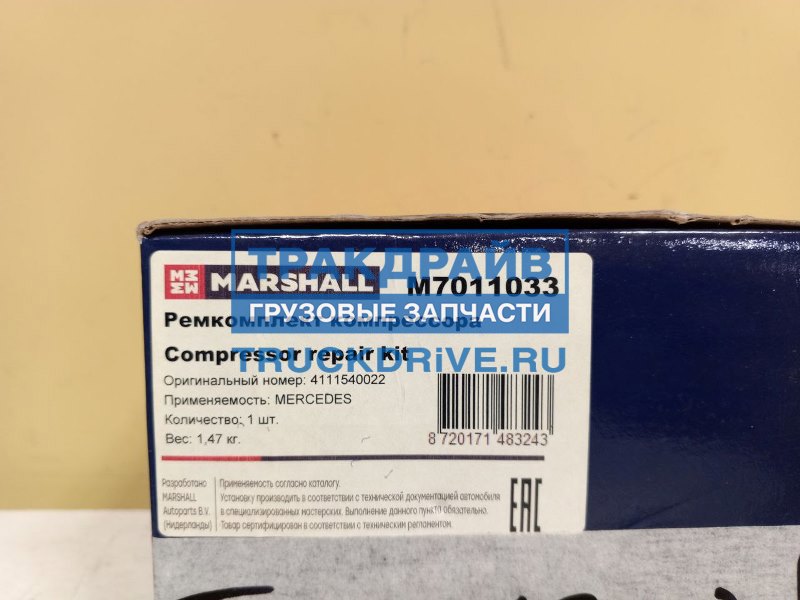 ТРАКДРАЙВ
ГРУЗОВЫЕ ЗАПЧАСТИ
TRUCKDRiVE.RU
MARSHALL M7011033
Ремкомплект компрессора
Compressor repair kit
Оригинальный номер: 4111540022
Применяемость: MERCEDES
Количество: 1 шт.
Вес: 1,47 кг.
8 720171 483243
Разработано
MARSHALL
Autoparts B.V.
(Нидерланды)
Применяемость согласно каталогу.
Установку производить в соответствии с технической документацией автомобиля
в специализированных мастерских. Выполнение данного пункта обязательно.
Товар сертифицирован в соответствии с техническим регламентом.
EAC